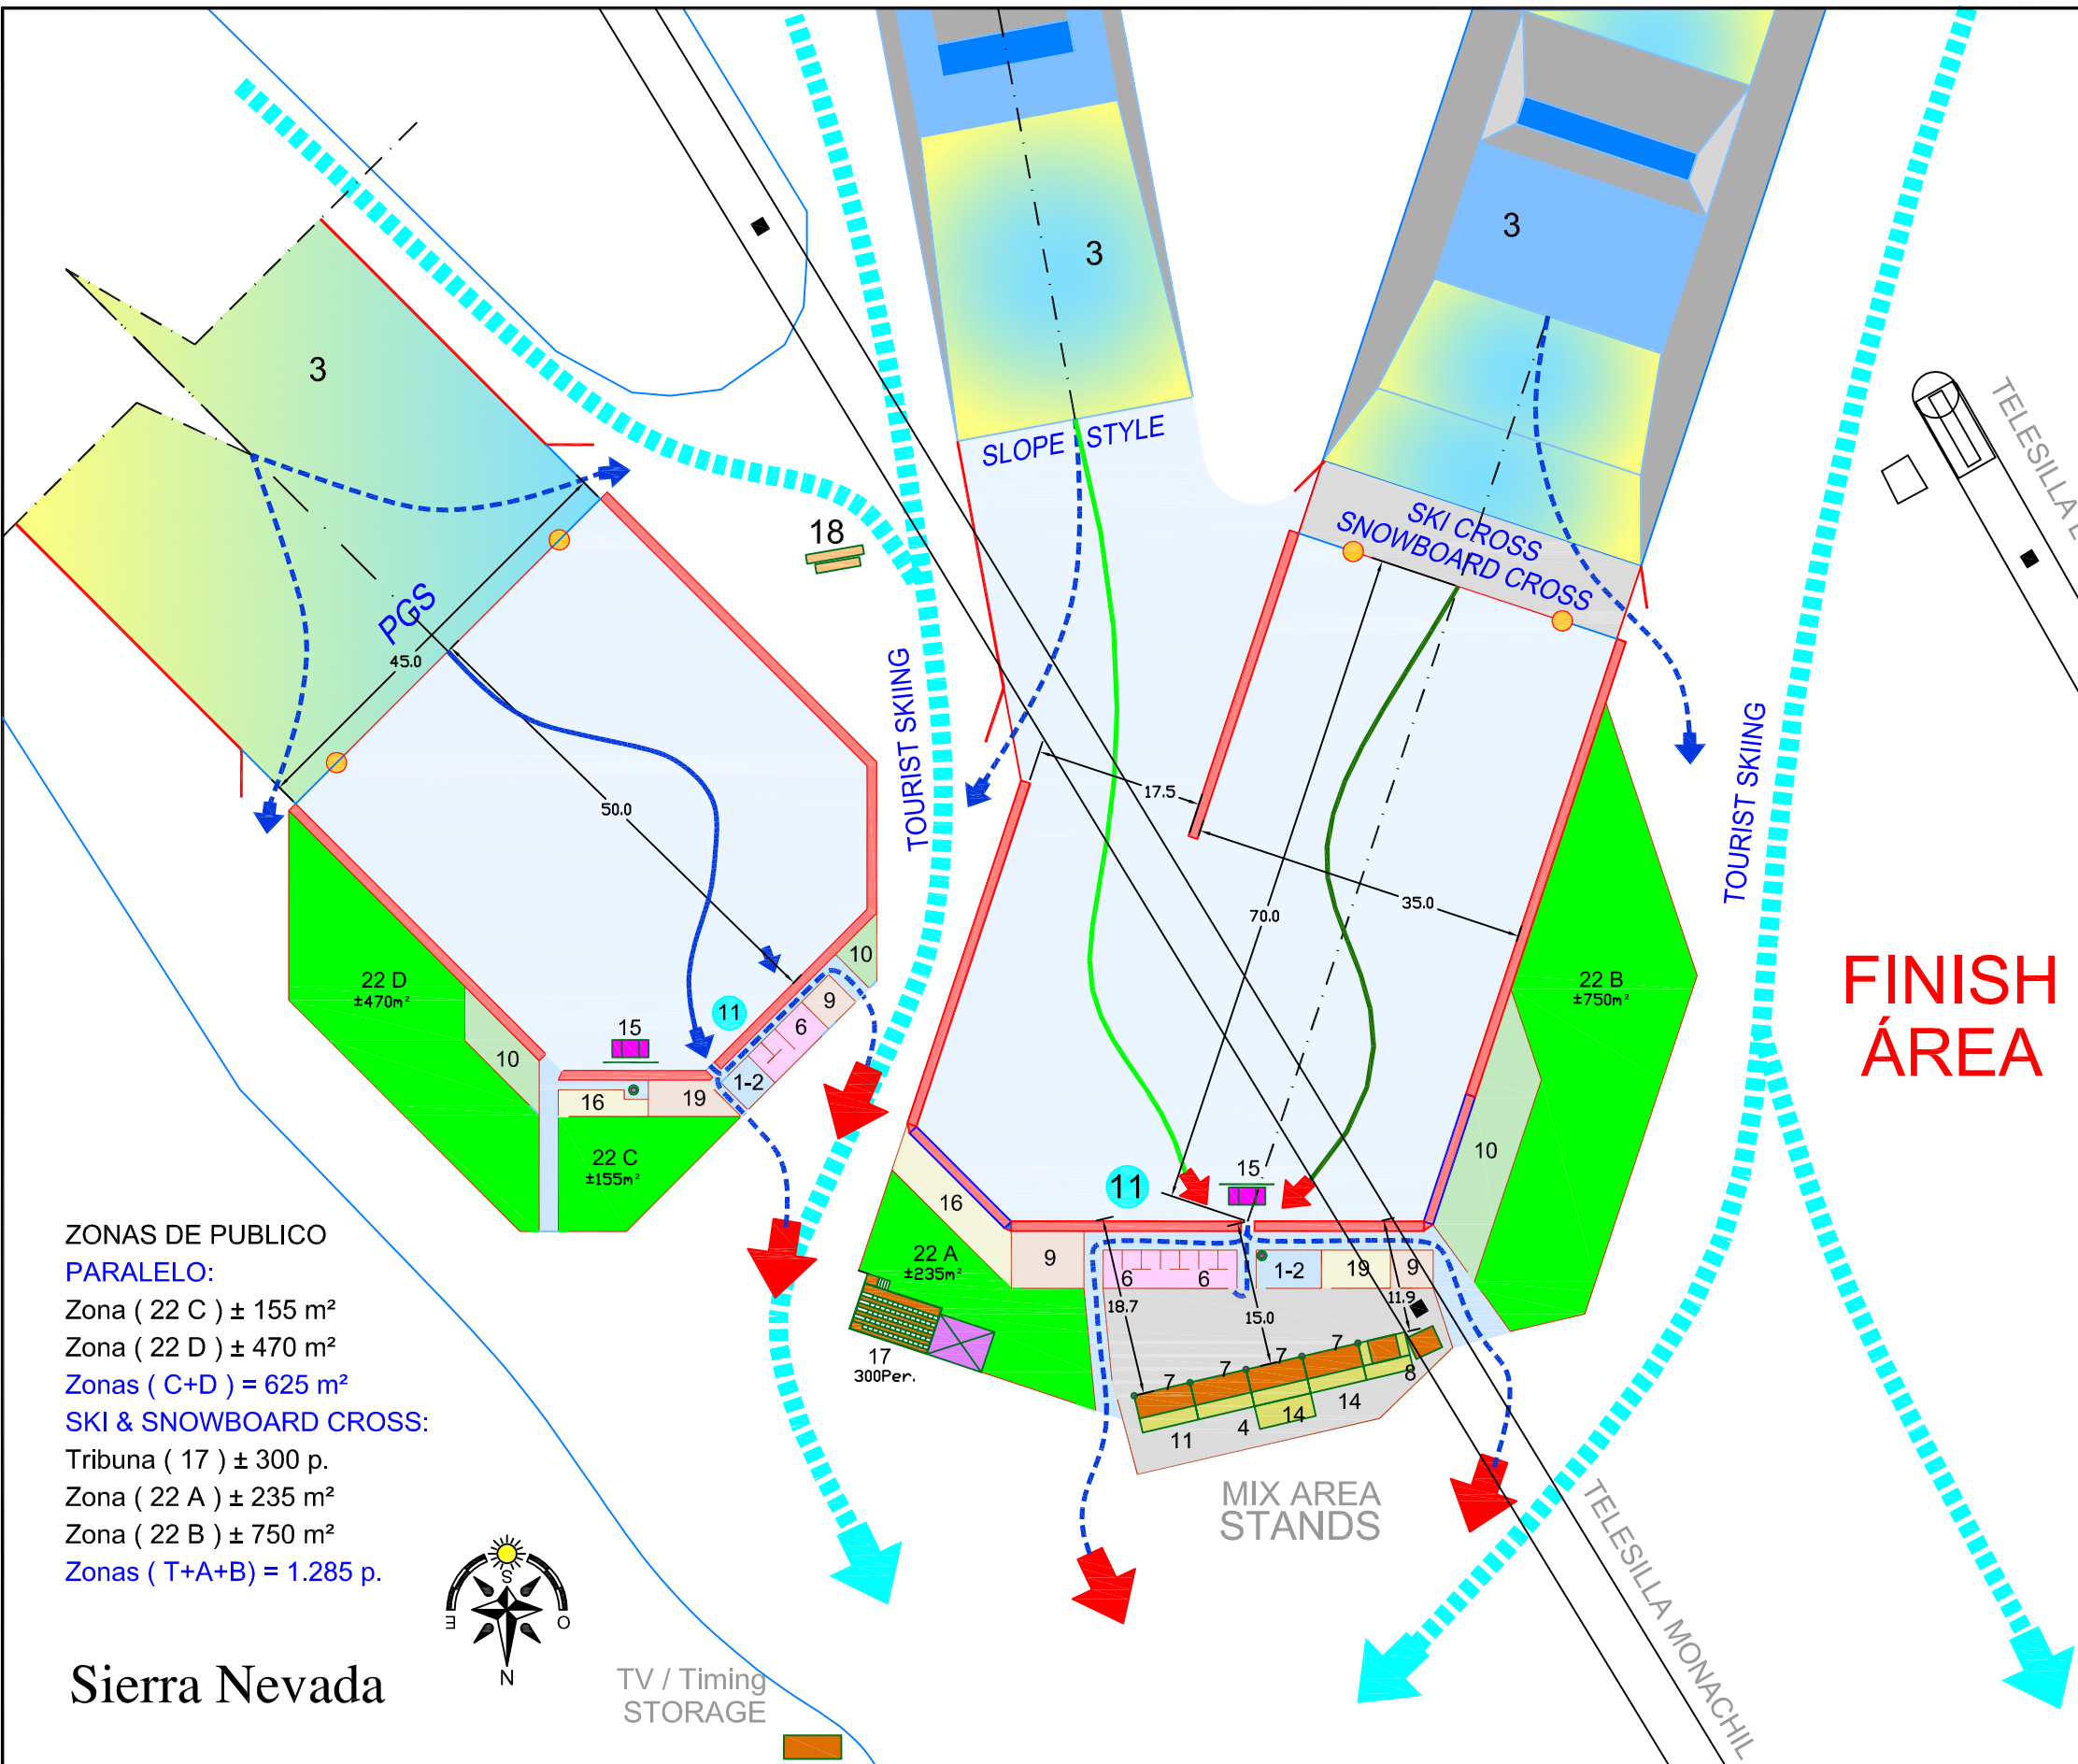 3
3
3
SLOPE STYLE
SKI CROSS
SNOWBOARD CROSS
TELESILLA
18
PGS
45.0
50.0
TOURIST SKIING
17.5
35.0
70.0
TOURIST SKIING
FINISH
ÁREA
22 D
±470m²
10
15
11
10
9
6
1-2
16
19
22 C
±155m²
22 B
±750m²
10
11
15
16
9
22 A
±235m²
6
6
1-2
19
9
18.7
15.0
11.9
17
300Per.
7
7
7
7
8
11
4
14
14
MIX AREA
STANDS
TELESILLA MONACHIL
ZONAS DE PUBLICO
PARALELO:
Zona ( 22 C ) ± 155 m²
Zona ( 22 D ) ± 470 m²
Zonas ( C+D ) = 625 m²
SKI & SNOWBOARD CROSS:
Tribuna ( 17 ) ± 300 p.
Zona ( 22 A ) ± 235 m²
Zona ( 22 B ) ± 750 m²
Zonas ( T+A+B) = 1.285 p.
S
E
O
N
Sierra Nevada
TV / Timing
STORAGE